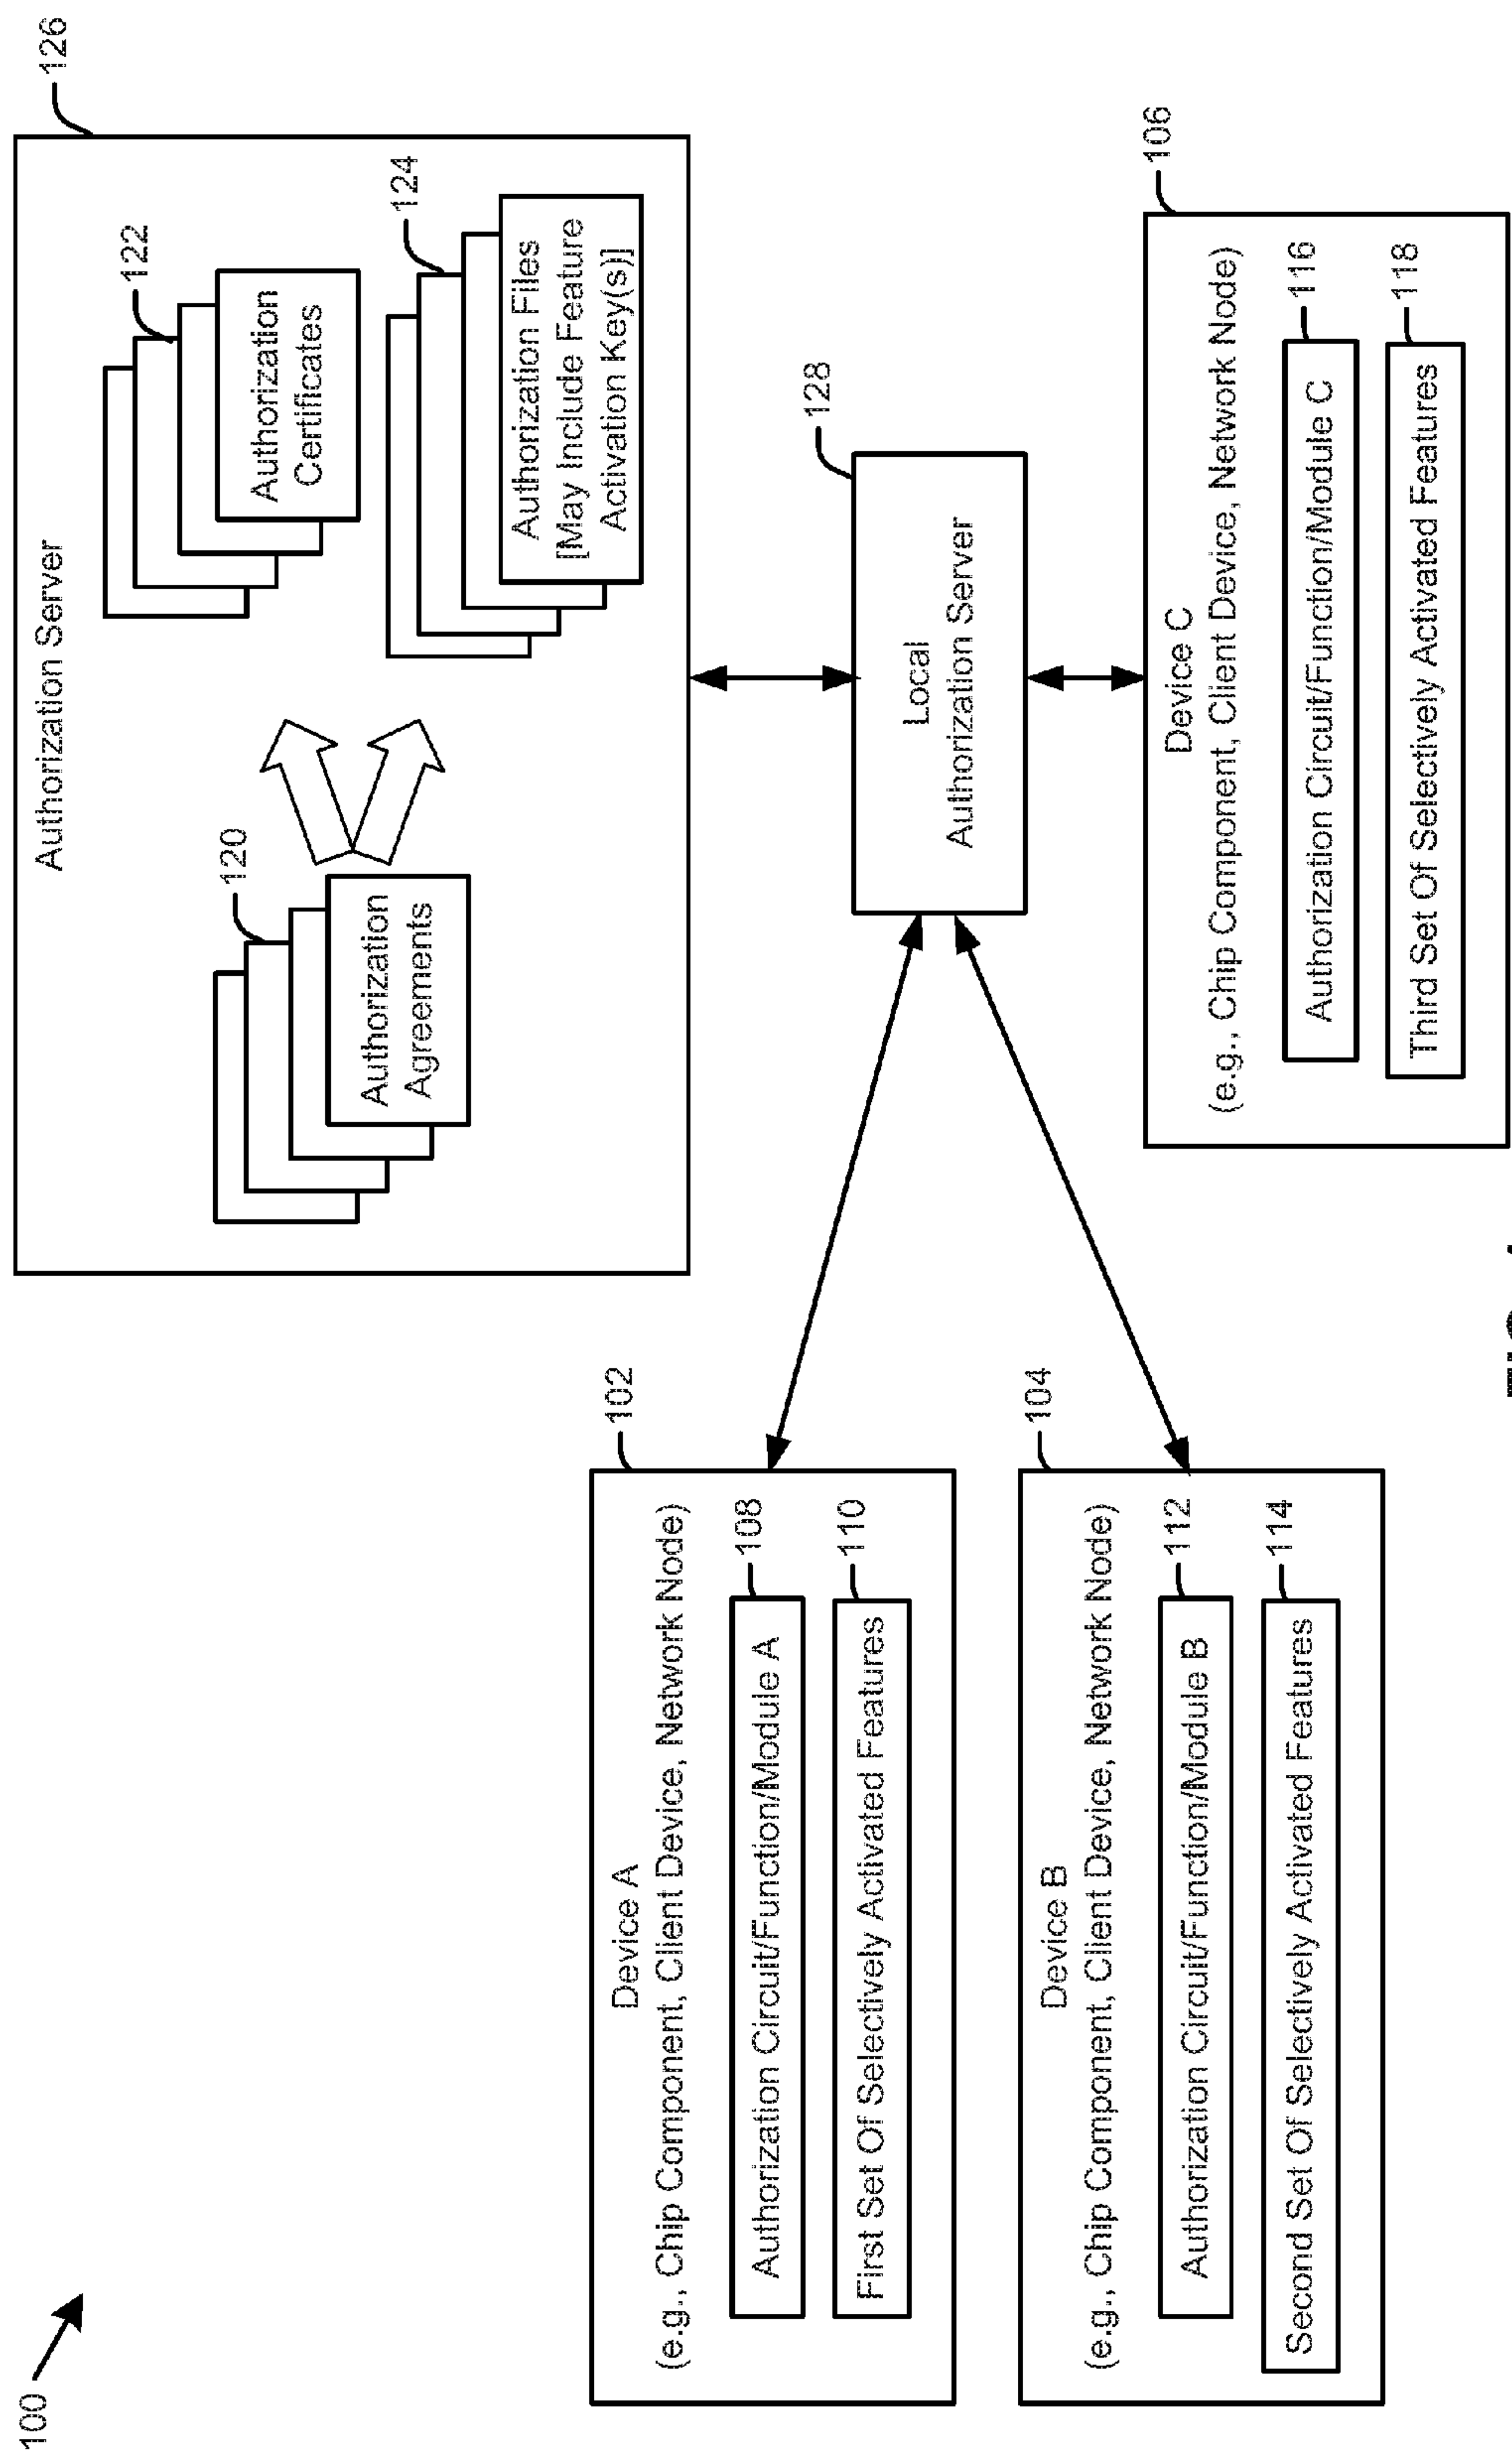 100
Authorization Server
126
120
Authorization
Agreements
122
Authorization
Certificates
124
Authorization Files
[May Include Feature
Activation Key(s)]
128
Local
Authorization Server
102
Device A
(e.g., Chip Component, Client Device, Network Node)
108
Authorization Circuit/Function/Module A
110
First Set Of Selectively Activated Features
104
Device B
(e.g., Chip Component, Client Device, Network Node)
112
Authorization Circuit/Function/Module B
114
Second Set Of Selectively Activated Features
106
Device C
(e.g., Chip Component, Client Device, Network Node)
116
Authorization Circuit/Function/Module C
118
Third Set Of Selectively Activated Features